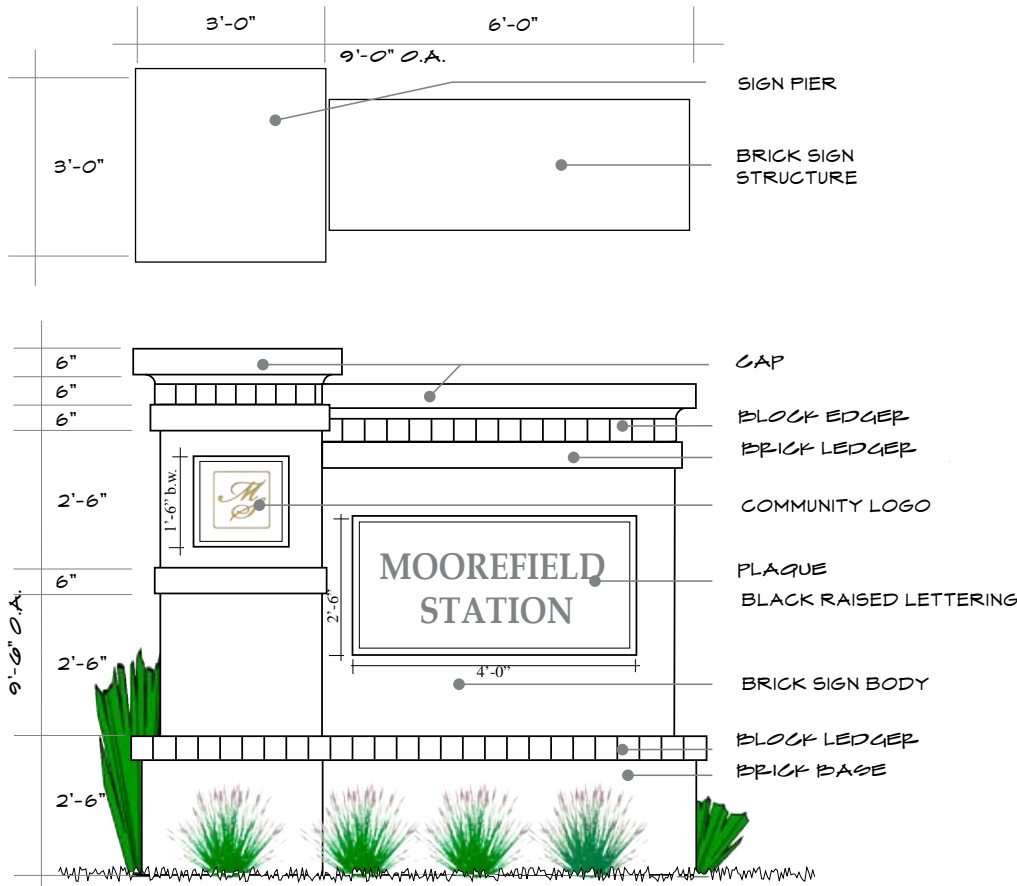 3'-0"
6'-0"
9'-0" O.A.
SIGN PIER
3'-0"
BRICK SIGN
STRUCTURE
6"
CAP
6"
6"
BLOCK EDGER
BRICK LEDGER
2'-6"
1'-6" b.w.
MS
COMMUNITY LOGO
MOOREFIELD
STATION
PLAQUE
BLACK RAISED LETTERING
6"
2'-6"
9'-6" O.A.
2'-6"
4'-0"
BRICK SIGN BODY
BLOCK LEDGER
BRICK BASE
2'-6"